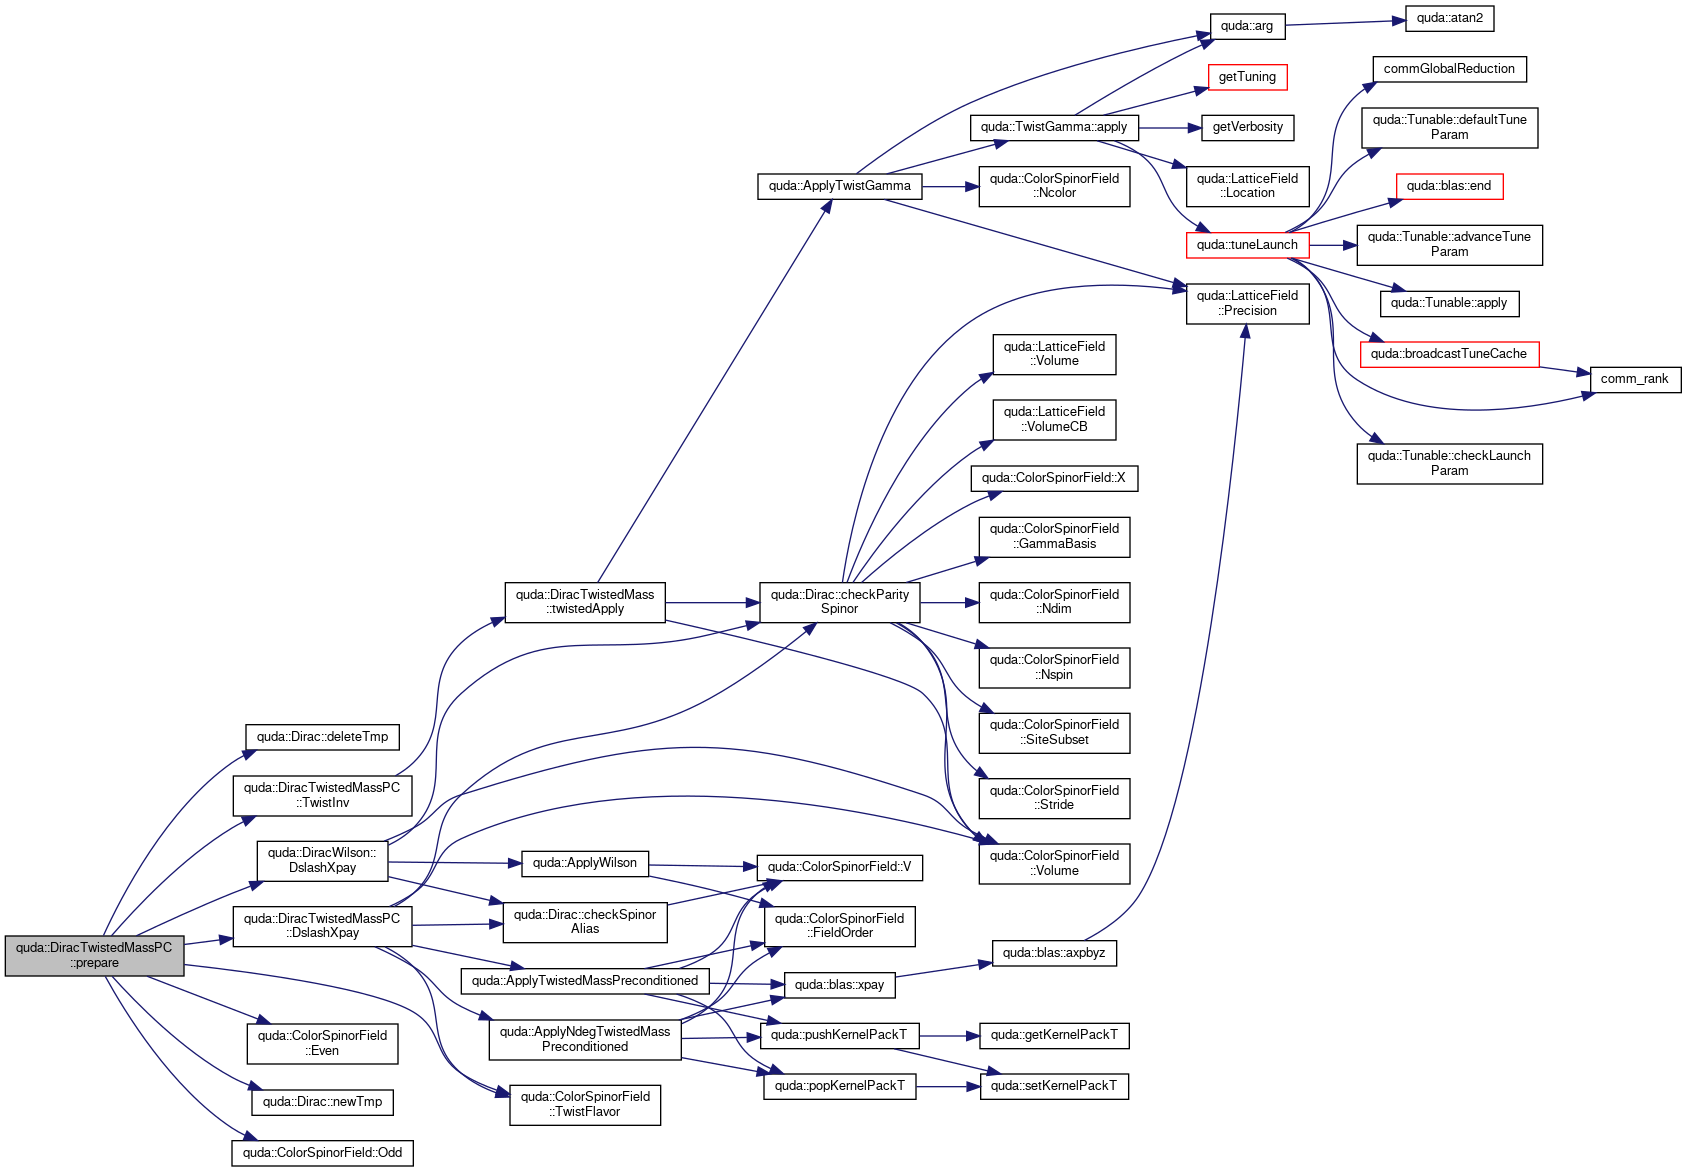 quda::DiracTwistedMassPC
::prepare
quda::Dirac::deleteTmp
quda::DiracTwistedMassPC
::TwistInv
quda::DiracWilson::
DslashXpay
quda::DiracTwistedMassPC
::DslashXpay
quda::ColorSpinorField
::Even
quda::Dirac::newTmp
quda::ColorSpinorField::Odd
quda::DiracTwistedMass
::twistedApply
quda::ApplyWilson
quda::Dirac::checkSpinor
Alias
quda::ApplyTwistedMassPreconditioned
quda::ApplyNdegTwistedMass
Preconditioned
quda::ColorSpinorField
::TwistFlavor
quda::ApplyTwistGamma
quda::Dirac::checkParity
Spinor
quda::ColorSpinorField::V
quda::ColorSpinorField
::FieldOrder
quda::blas::xpay
quda::pushKernelPackT
quda::popKernelPackT
quda::TwistGamma::apply
quda::ColorSpinorField
::Ncolor
quda::LatticeField
::Volume
quda::LatticeField
::VolumeCB
quda::ColorSpinorField::X
quda::ColorSpinorField
::GammaBasis
quda::ColorSpinorField
::Ndim
quda::ColorSpinorField
::Nspin
quda::ColorSpinorField
::SiteSubset
quda::ColorSpinorField
::Stride
quda::ColorSpinorField
::Volume
quda::blas::axpbyz
quda::getKernelPackT
quda::setKernelPackT
quda::arg
getTuning
getVerbosity
quda::LatticeField
::Location
quda::tuneLaunch
quda::LatticeField
::Precision
quda::atan2
commGlobalReduction
quda::Tunable::defaultTune
Param
quda::blas::end
quda::Tunable::advanceTune
Param
quda::Tunable::apply
quda::broadcastTuneCache
comm_rank
quda::Tunable::checkLaunch
Param